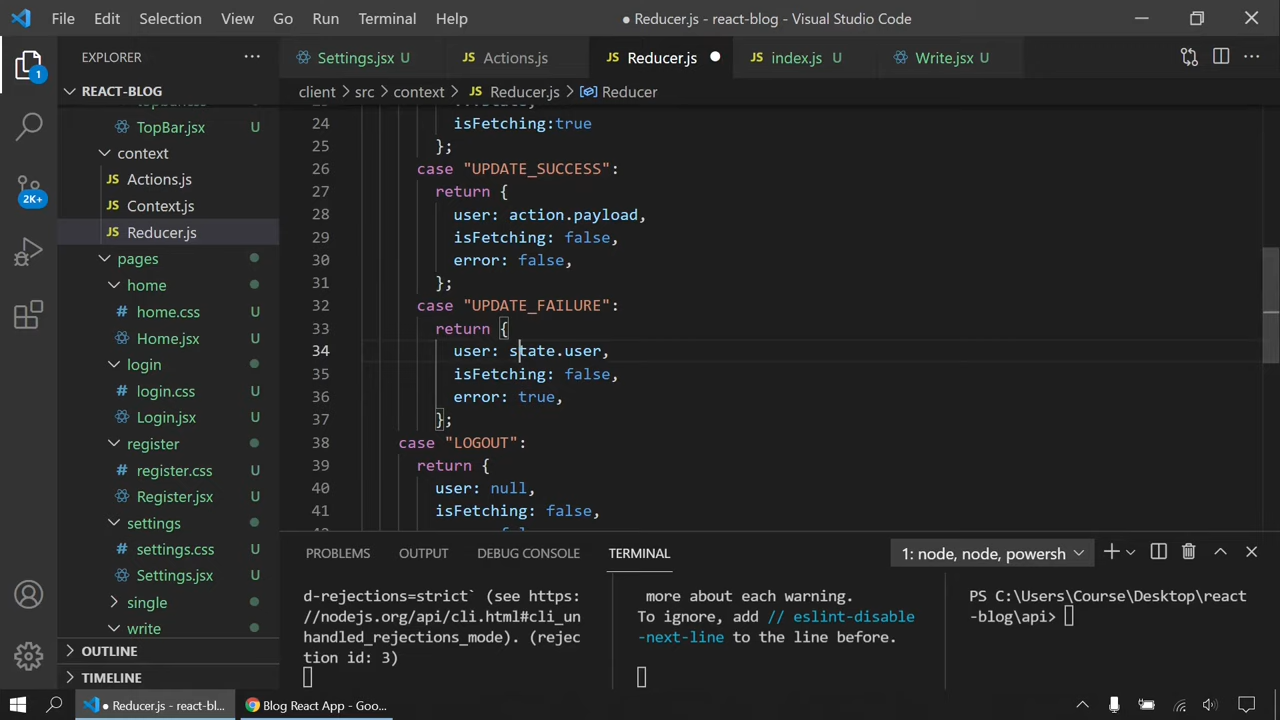 File Edit Selection View Go Run Terminal Help ● Reducer.js - react-blog - Visual Studio Code
EXPLORER ···
Settings.jsx U JS Actions.js JS Reducer.js ● JS index.js U Write.jsx U ···
1
REACT-BLOG
client > src > context > JS Reducer.js > Reducer
TopBar.jsx U
context
JS Actions.js
JS Context.js
JS Reducer.js
pages
home
# home.css U
Home.jsx U
login
# login.css U
Login.jsx U
register
# register.css U
Register.jsx U
settings
# settings.css U
Settings.jsx U
single
write
OUTLINE
TIMELINE
2K+
24 isFetching:true
25 };
26 case "UPDATE_SUCCESS":
27 return {
28 user: action.payload,
29 isFetching: false,
30 error: false,
31 };
32 case "UPDATE_FAILURE":
33 return {
34 user: state.user,
35 isFetching: false,
36 error: true,
37 };
38 case "LOGOUT":
39 return {
40 user: null,
41 isFetching: false,
PROBLEMS OUTPUT DEBUG CONSOLE TERMINAL 1: node, node, powersh
d-rejections=strict` (see https:
//nodejs.org/api/cli.html#cli_un
handled_rejections_mode). (rejec
tion id: 3)
more about each warning.
To ignore, add // eslint-disable
-next-line to the line before.
PS C:\Users\Course\Desktop\react
-blog\api>
● Reducer.js - react-bl... Blog React App - Goo...